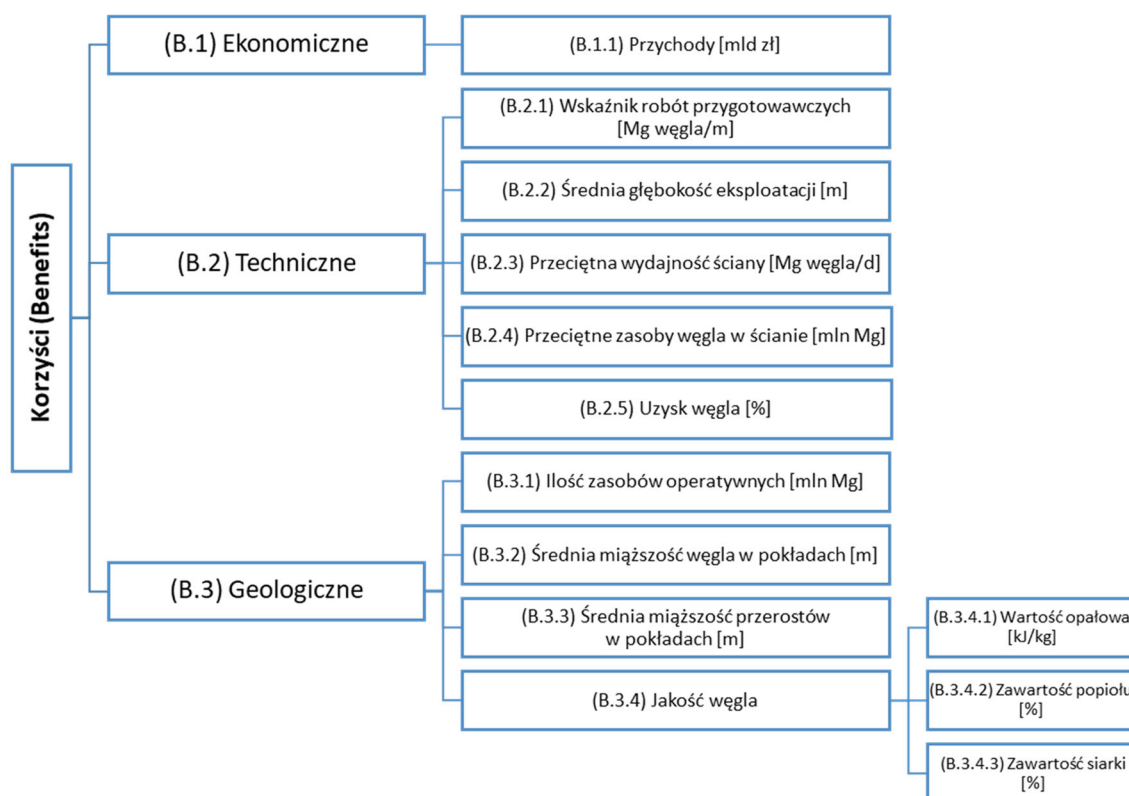 Korzyści (Benefits)
(B.1) Ekonomiczne
(B.1.1) Przychody [mld zł]
(B.2) Techniczne
(B.2.1) Wskaźnik robót przygotowawczych
[Mg węgla/m]
(B.2.2) Średnia głębokość eksploatacji [m]
(B.2.3) Przeciętna wydajność ściany [Mg węgla/d]
(B.2.4) Przeciętne zasoby węgla w ścianie [mln Mg]
(B.2.5) Uzysk węgla [%]
(B.3) Geologiczne
(B.3.1) Ilość zasobów operatywnych [mln Mg]
(B.3.2) Średnia miąższość węgla w pokładach [m]
(B.3.3) Średnia miąższość przerostów
w pokładach [m]
(B.3.4) Jakość węgla
(B.3.4.1) Wartość opałowa
[kJ/kg]
(B.3.4.2) Zawartość popiołu
[%]
(B.3.4.3) Zawartość siarki
[%]